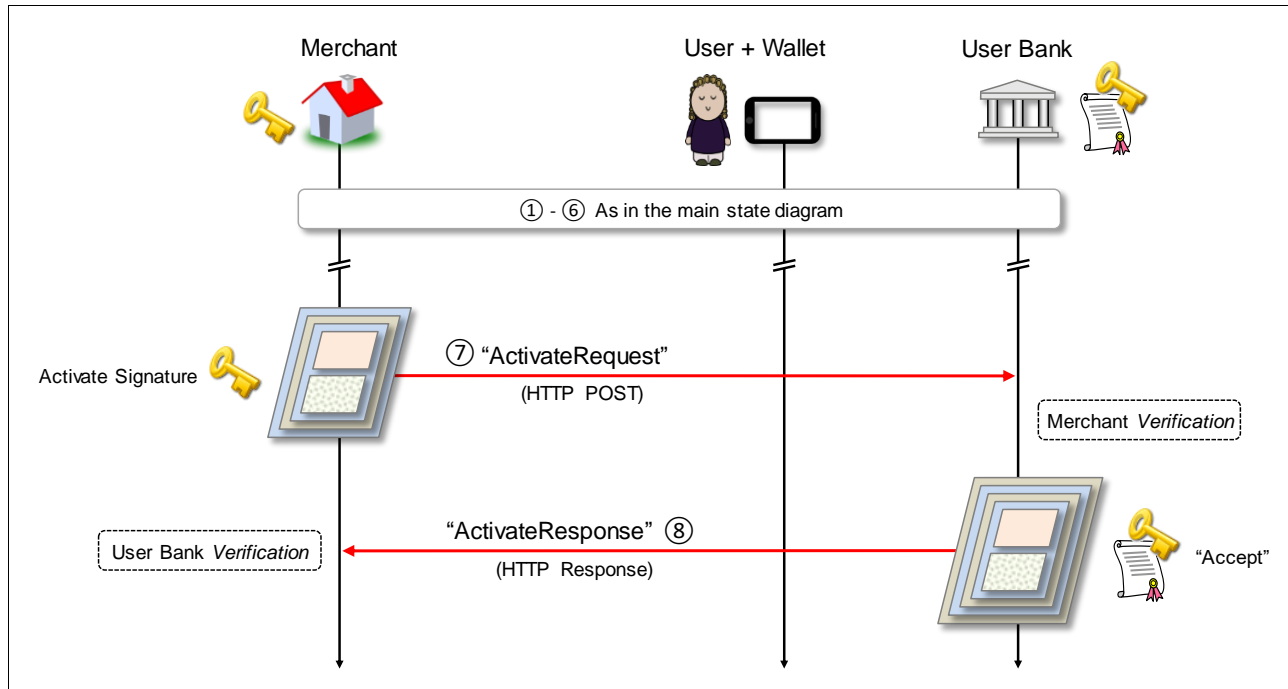 Merchant
User + Wallet
User Bank
① - ⑥ As in the main state diagram
⑦ “ActivateRequest”
(HTTP POST)
Activate Signature
Merchant Verification
“ActivateResponse” ⑧
(HTTP Response)
User Bank Verification
“Accept”